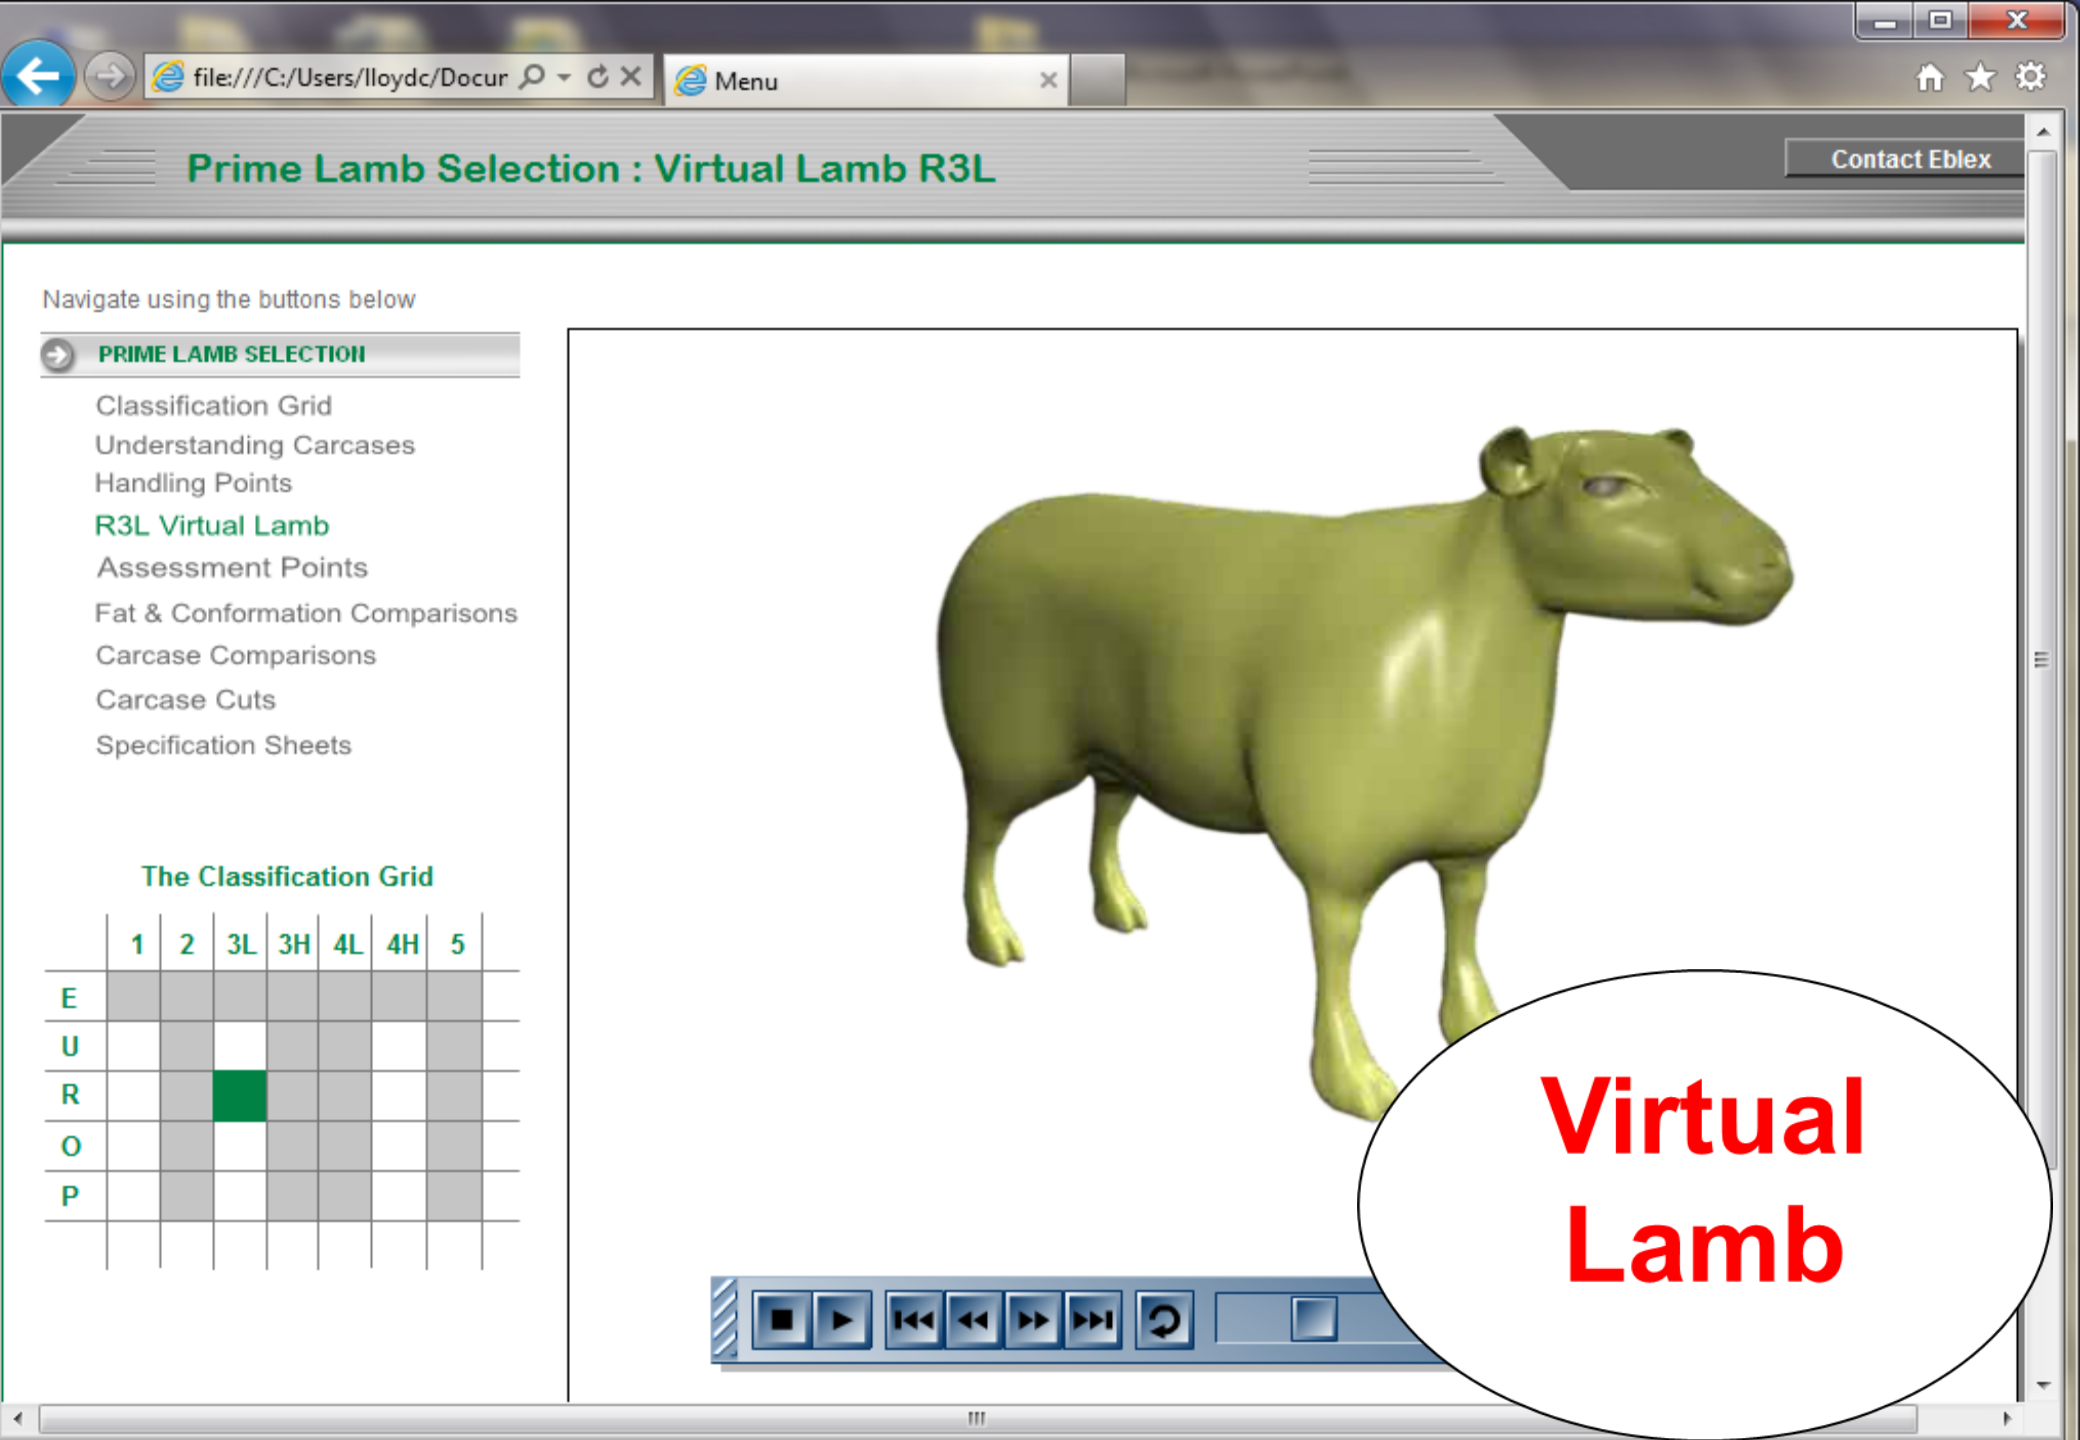 file:///C:/Users/lloydc/Docur
Menu
Prime Lamb Selection : Virtual Lamb R3L
Contact Eblex
Navigate using the buttons below
PRIME LAMB SELECTION
Classification Grid
Understanding Carcases
Handling Points
R3L Virtual Lamb
Assessment Points
Fat & Conformation Comparisons
Carcase Comparisons
Carcase Cuts
Specification Sheets
The Classification Grid
1 2 3L 3H 4L 4H 5
E
U
R
O
P
Virtual
Lamb